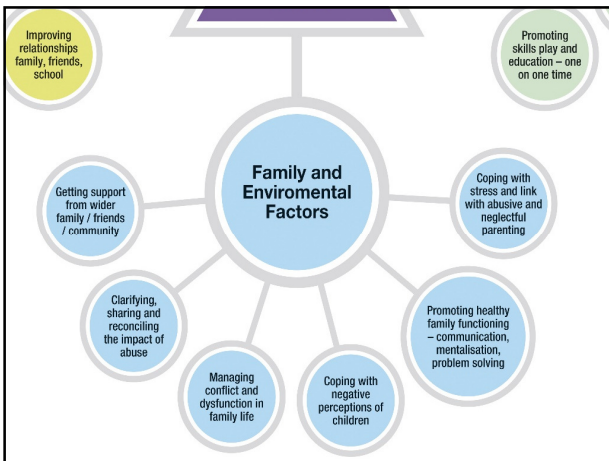 Improving
relationships
family, friends,
school
Promoting
skills play and
education – one
on one time
Family and
Enviromental
Factors
Getting support
from wider
family / friends
/ community
Coping with
stress and link
with abusive and
neglectful
parenting
Clarifying,
sharing and
reconciling
the impact of
abuse
Promoting healthy
family functioning
– communication,
mentalisation,
problem solving
Managing
conflict and
dysfunction in
family life
Coping with
negative
perceptions of
children